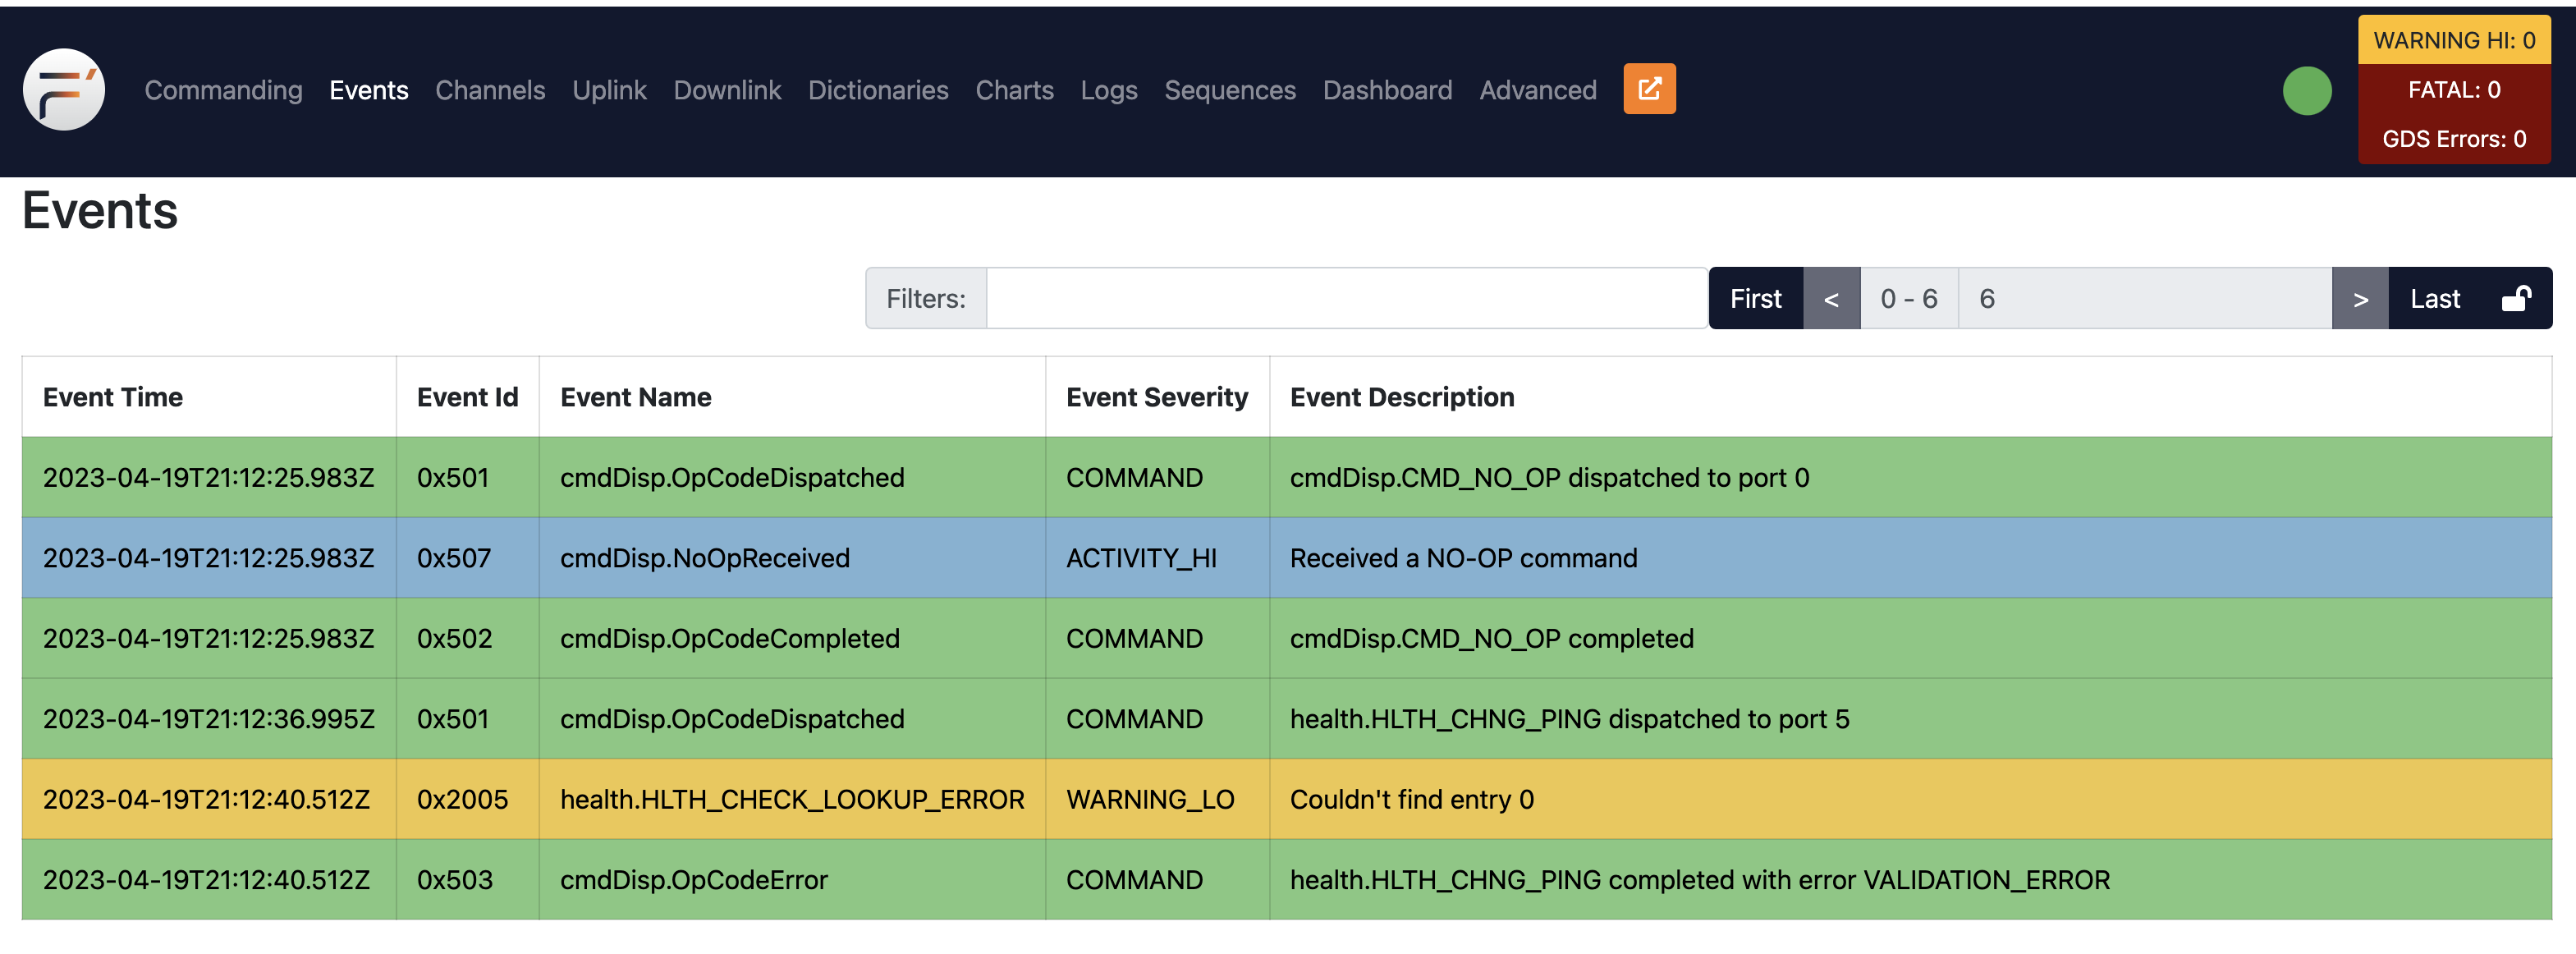 Commanding Events Channels Uplink Downlink Dictionaries Charts Logs Sequences Dashboard Advanced
WARNING HI: 0
FATAL: 0
GDS Errors: 0
Events
Filters: First < 0 - 6 6 > Last
Event Time Event Id Event Name Event Severity Event Description
2023-04-19T21:12:25.983Z 0x501 cmdDisp.OpCodeDispatched COMMAND cmdDisp.CMD_NO_OP dispatched to port 0
2023-04-19T21:12:25.983Z 0x507 cmdDisp.NoOpReceived ACTIVITY_HI Received a NO-OP command
2023-04-19T21:12:25.983Z 0x502 cmdDisp.OpCodeCompleted COMMAND cmdDisp.CMD_NO_OP completed
2023-04-19T21:12:36.995Z 0x501 cmdDisp.OpCodeDispatched COMMAND health.HLTH_CHNG_PING dispatched to port 5
2023-04-19T21:12:40.512Z 0x2005 health.HLTH_CHECK_LOOKUP_ERROR WARNING_LO Couldn't find entry 0
2023-04-19T21:12:40.512Z 0x503 cmdDisp.OpCodeError COMMAND health.HLTH_CHNG_PING completed with error VALIDATION_ERROR